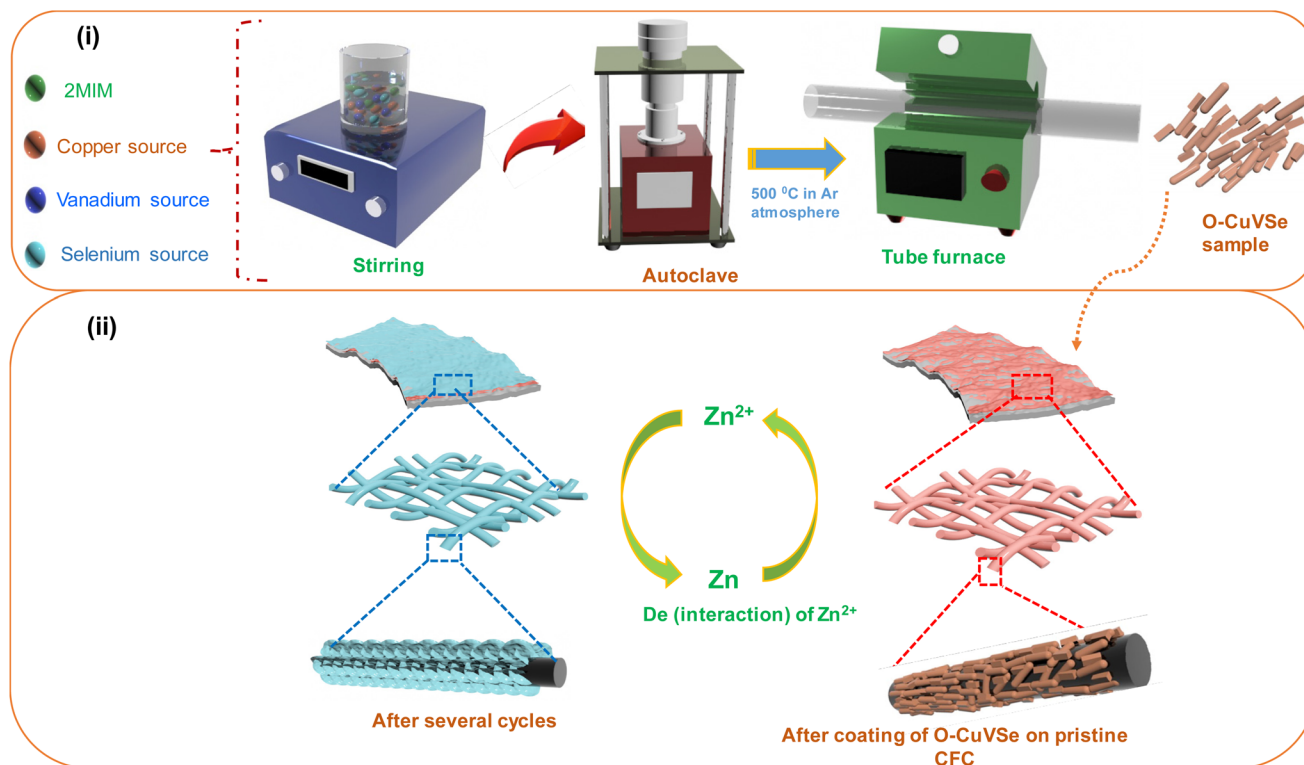 (i)
2MIM
Copper source
Vanadium source
Selenium source
Stirring
Autoclave
500 ⁰C in Ar
atmosphere
Tube furnace
O-CuVSe
sample
(ii)
Zn²⁺
Zn
De (interaction) of Zn²⁺
After several cycles
After coating of O-CuVSe on pristine
CFC